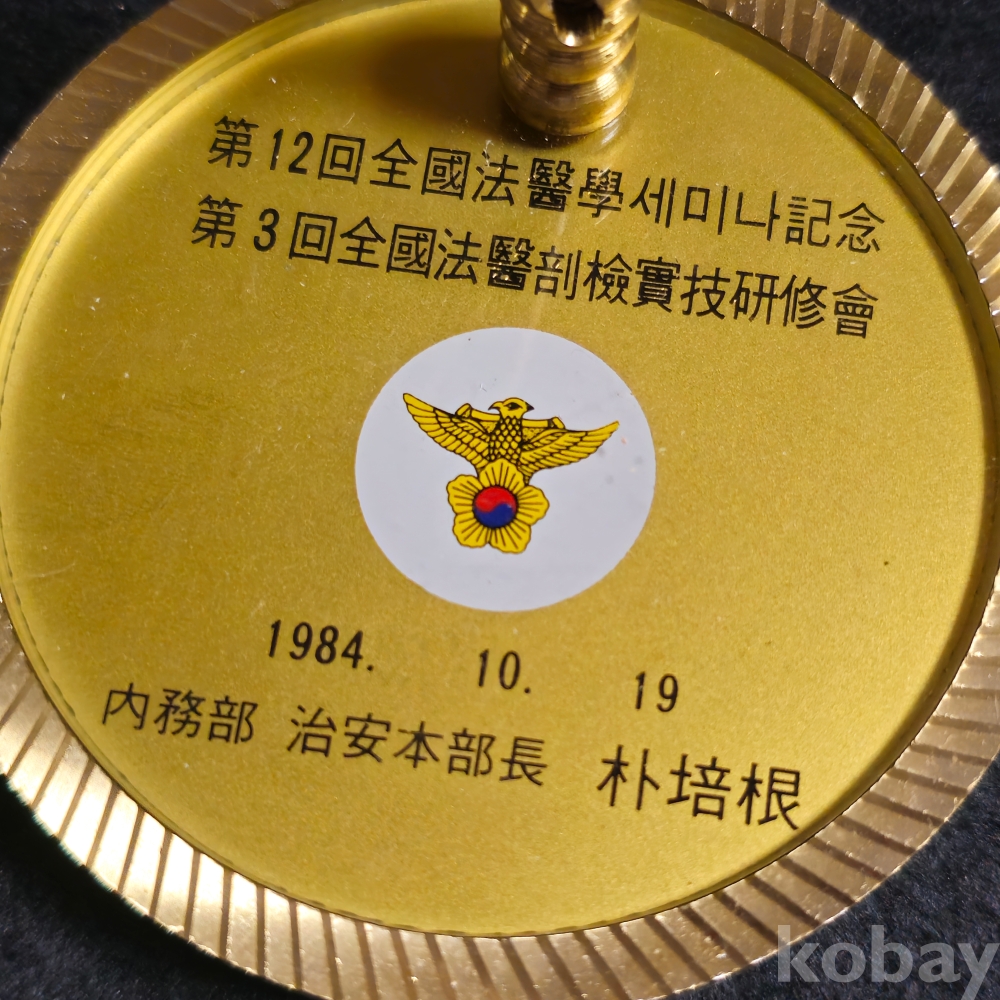 第12回全國法醫學세미나記念
第3回全國法醫剖檢實技研修會
1984. 10. 19
内務部 治安本部長 朴培根
kobay